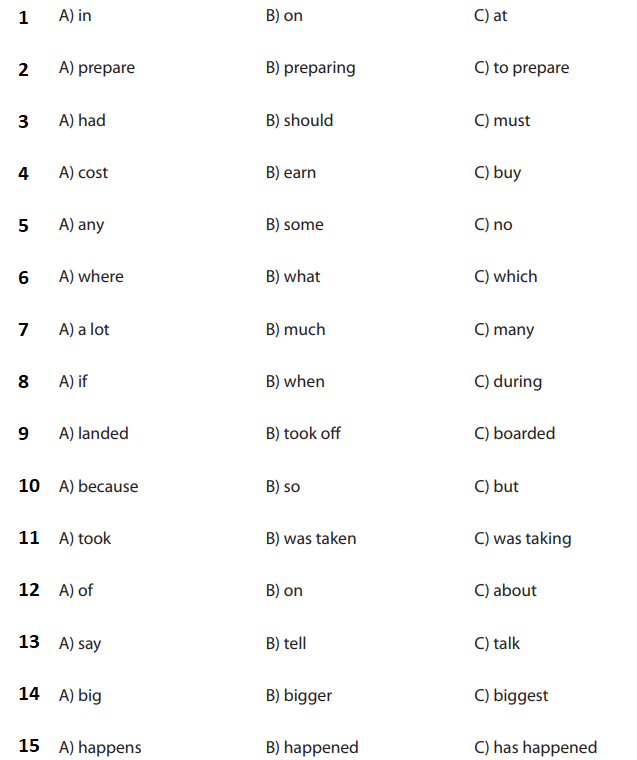 1 A) in B) on C) at
2 A) prepare B) preparing C) to prepare
3 A) had B) should C) must
4 A) cost B) earn C) buy
5 A) any B) some C) no
6 A) where B) what C) which
7 A) a lot B) much C) many
8 A) if B) when C) during
9 A) landed B) took off C) boarded
10 A) because B) so C) but
11 A) took B) was taken C) was taking
12 A) of B) on C) about
13 A) say B) tell C) talk
14 A) big B) bigger C) biggest
15 A) happens B) happened C) has happened